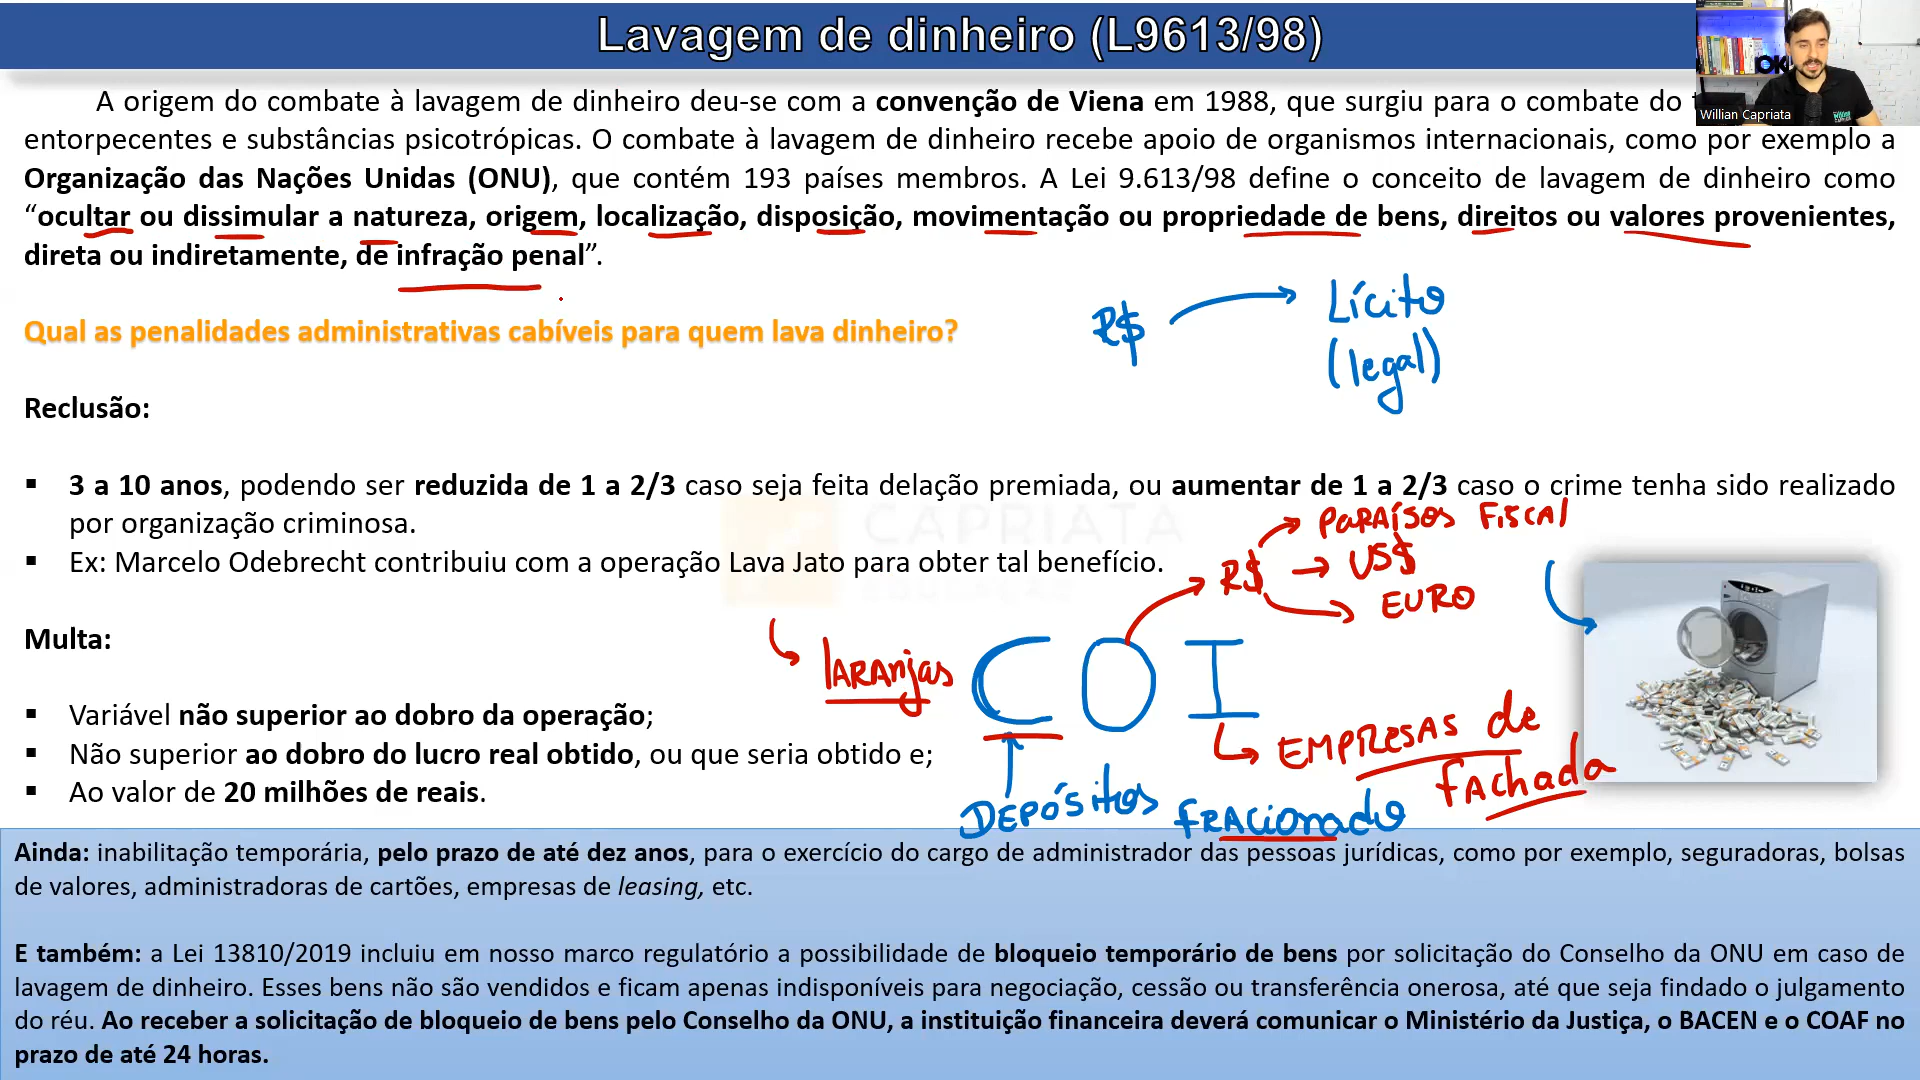 Lavagem de dinheiro (L9613/98)
Willian Capriata
A origem do combate à lavagem de dinheiro deu-se com a convenção de Viena em 1988, que surgiu para o combate do
entorpecentes e substâncias psicotrópicas. O combate à lavagem de dinheiro recebe apoio de organismos internacionais, como por exemplo a
Organização das Nações Unidas (ONU), que contém 193 países membros. A Lei 9.613/98 define o conceito de lavagem de dinheiro como
“ocultar ou dissimular a natureza, origem, localização, disposição, movimentação ou propriedade de bens, direitos ou valores provenientes,
direta ou indiretamente, de infração penal”.
R$ Lícito
(legal)
Qual as penalidades administrativas cabíveis para quem lava dinheiro?
Reclusão:
▪ 3 a 10 anos, podendo ser reduzida de 1 a 2/3 caso seja feita delação premiada, ou aumentar de 1 a 2/3 caso o crime tenha sido realizado
por organização criminosa.
▪ Ex: Marcelo Odebrecht contribuiu com a operação Lava Jato para obter tal benefício.
CAPRIATA
EDUCAÇÃO
PARAÍSOS FISCAL
R$ US$
EURO
Multa:
▪ Variável não superior ao dobro da operação;
▪ Não superior ao dobro do lucro real obtido, ou que seria obtido e;
▪ Ao valor de 20 milhões de reais.
LARANJAS C O I
EMPRESAS de
fAchada
DEPÓSITOS fRACIONADO
Ainda: inabilitação temporária, pelo prazo de até dez anos, para o exercício do cargo de administrador das pessoas jurídicas, como por exemplo, seguradoras, bolsas
de valores, administradoras de cartões, empresas de leasing, etc.
E também: a Lei 13810/2019 incluiu em nosso marco regulatório a possibilidade de bloqueio temporário de bens por solicitação do Conselho da ONU em caso de
lavagem de dinheiro. Esses bens não são vendidos e ficam apenas indisponíveis para negociação, cessão ou transferência onerosa, até que seja findado o julgamento
do réu. Ao receber a solicitação de bloqueio de bens pelo Conselho da ONU, a instituição financeira deverá comunicar o Ministério da Justiça, o BACEN e o COAF no
prazo de até 24 horas.